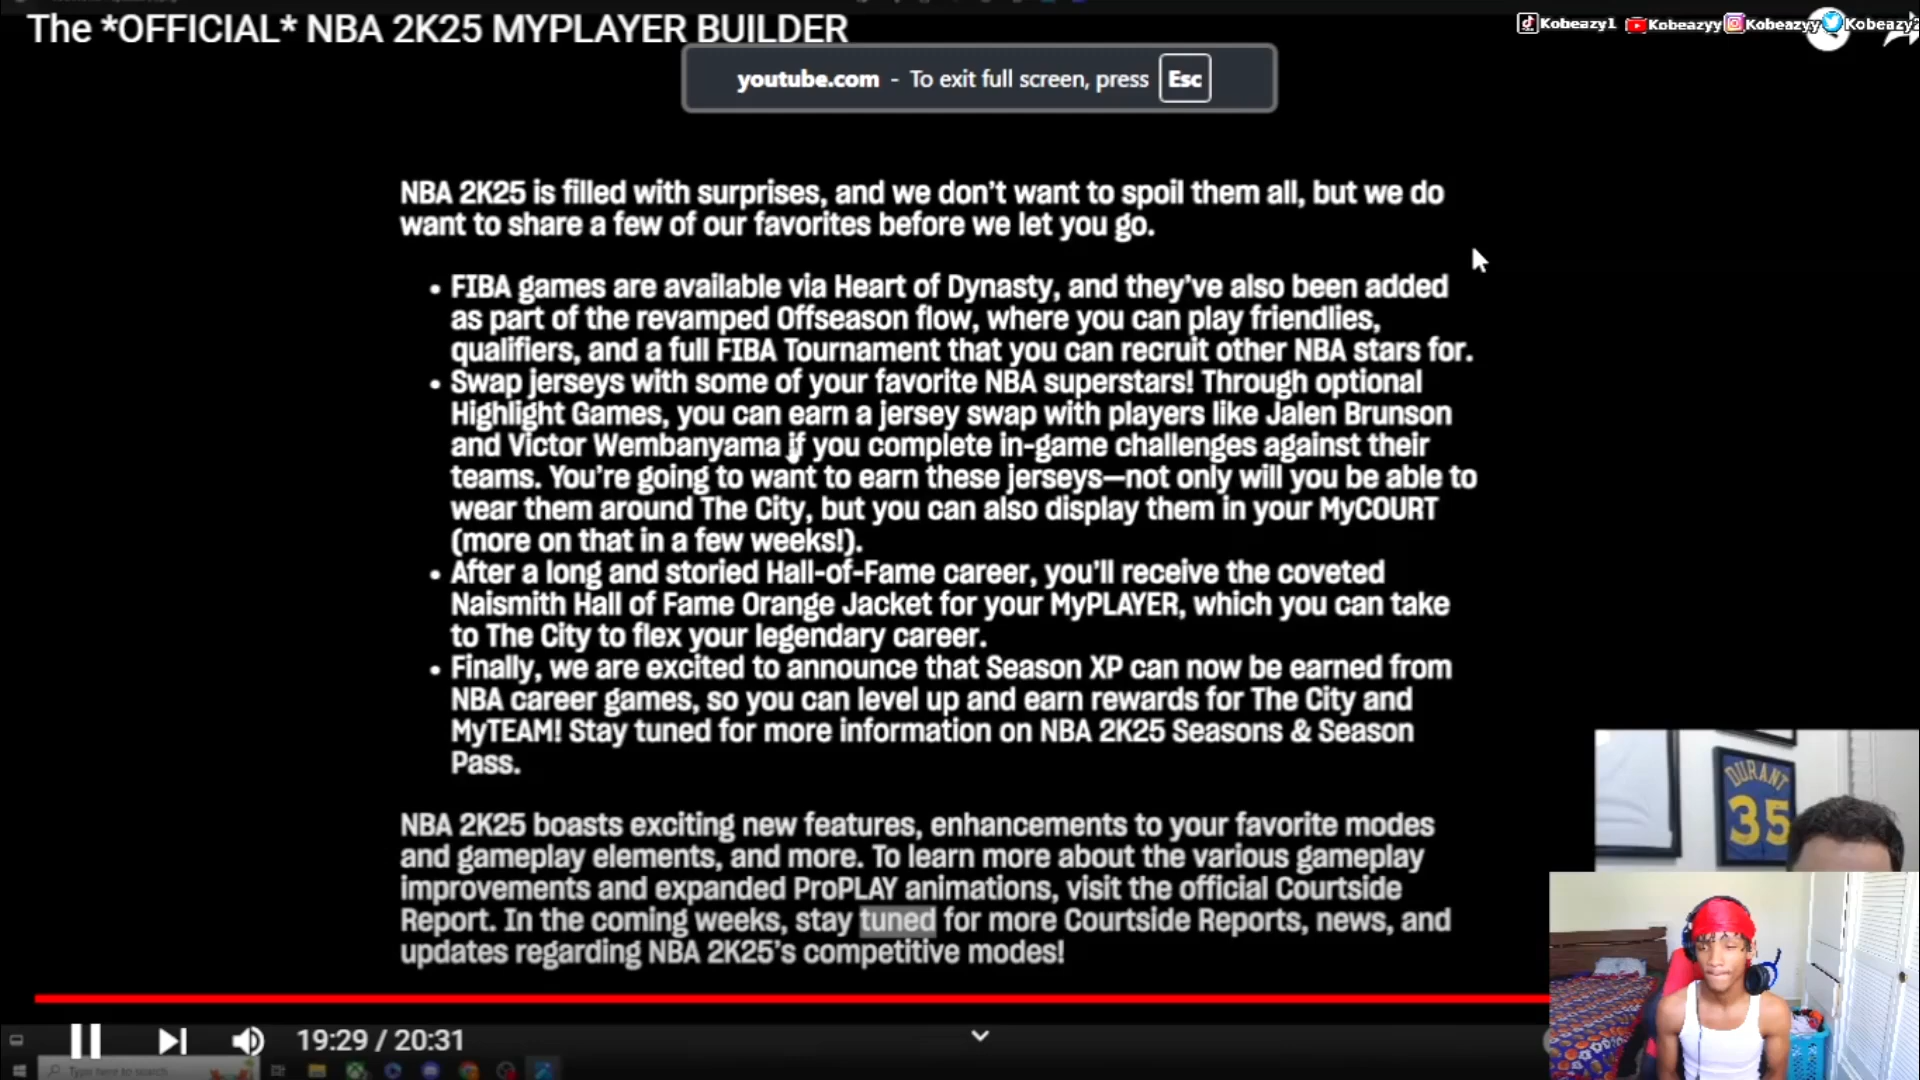 The *OFFICIAL* NBA 2K25 MYPLAYER BUILDER
Kobeazy1 Kobeazyy Kobeazyy Kobeazy2
youtube.com - To exit full screen, press Esc
NBA 2K25 is filled with surprises, and we don't want to spoil them all, but we do
want to share a few of our favorites before we let you go.
• FIBA games are available via Heart of Dynasty, and they've also been added
as part of the revamped Offseason flow, where you can play friendlies,
qualifiers, and a full FIBA Tournament that you can recruit other NBA stars for.
• Swap jerseys with some of your favorite NBA superstars! Through optional
Highlight Games, you can earn a jersey swap with players like Jalen Brunson
and Victor Wembanyama if you complete in-game challenges against their
teams. You're going to want to earn these jerseys—not only will you be able to
wear them around The City, but you can also display them in your MyCOURT
(more on that in a few weeks!).
• After a long and storied Hall-of-Fame career, you'll receive the coveted
Naismith Hall of Fame Orange Jacket for your MyPLAYER, which you can take
to The City to flex your legendary career.
• Finally, we are excited to announce that Season XP can now be earned from
NBA career games, so you can level up and earn rewards for The City and
MyTEAM! Stay tuned for more information on NBA 2K25 Seasons & Season
Pass.
NBA 2K25 boasts exciting new features, enhancements to your favorite modes
and gameplay elements, and more. To learn more about the various gameplay
improvements and expanded ProPLAY animations, visit the official Courtside
Report. In the coming weeks, stay tuned for more Courtside Reports, news, and
updates regarding NBA 2K25's competitive modes!
DURANT
35
19:29 / 20:31
Type here to search